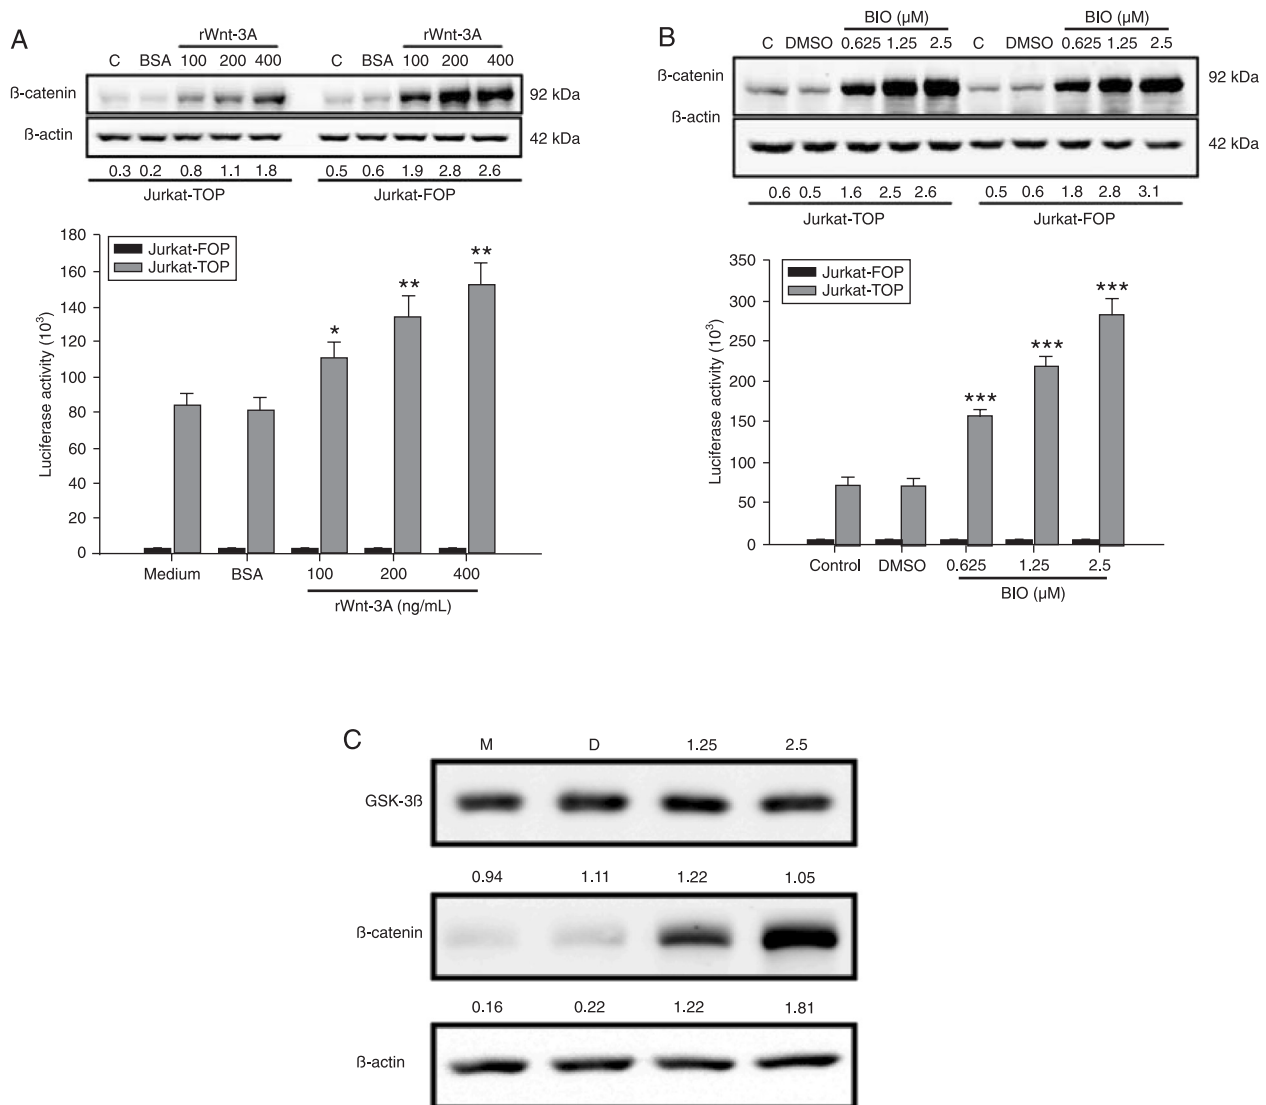 A
rWnt-3A
rWnt-3A
C BSA 100 200 400 C BSA 100 200 400
ß-catenin 92 kDa
ß-actin 42 kDa
0.3 0.2 0.8 1.1 1.8 0.5 0.6 1.9 2.8 2.6
Jurkat-TOP Jurkat-FOP
180
160
140
120
100
80
60
40
20
0
Luciferase activity (10³)
Jurkat-FOP
Jurkat-TOP
*
**
**
Medium BSA 100 200 400
rWnt-3A (ng/mL)
B
BIO (µM) BIO (µM)
C DMSO 0.625 1.25 2.5 C DMSO 0.625 1.25 2.5
ß-catenin 92 kDa
ß-actin 42 kDa
0.6 0.5 1.6 2.5 2.6 0.5 0.6 1.8 2.8 3.1
Jurkat-TOP Jurkat-FOP
350
300
250
200
150
100
50
0
Luciferase activity (10³)
Jurkat-FOP
Jurkat-TOP
***
***
***
Control DMSO 0.625 1.25 2.5
BIO (µM)
C
M D 1.25 2.5
GSK-3ß
0.94 1.11 1.22 1.05
ß-catenin
0.16 0.22 1.22 1.81
ß-actin